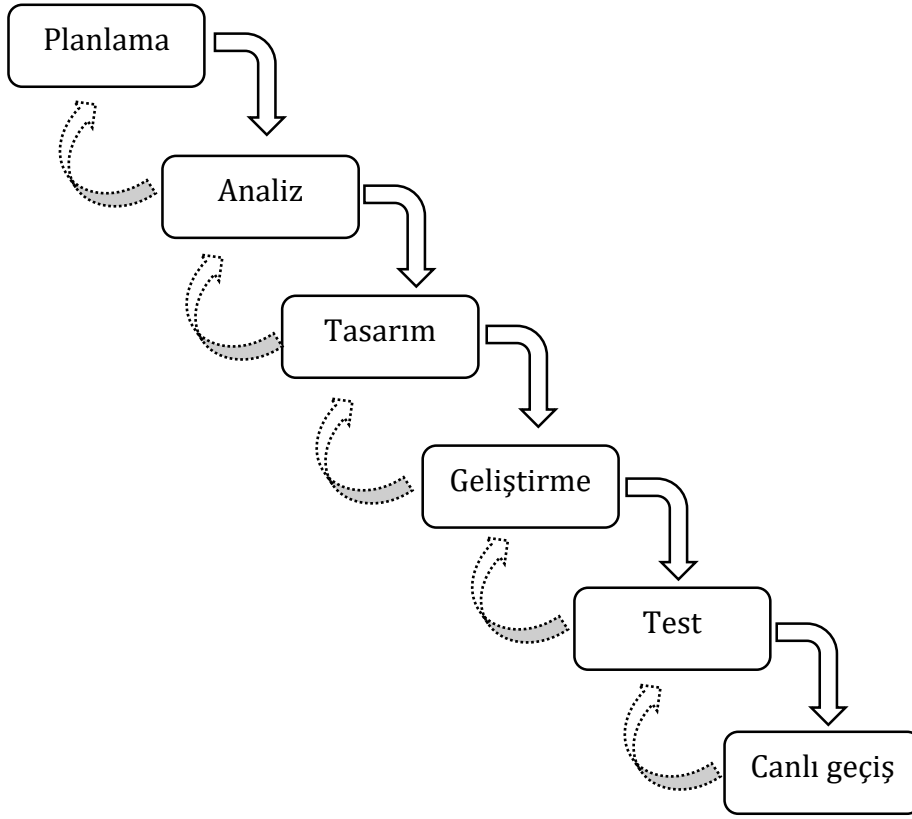 Planlama
Analiz
Tasarım
Geliştirme
Test
Canlı geçiş